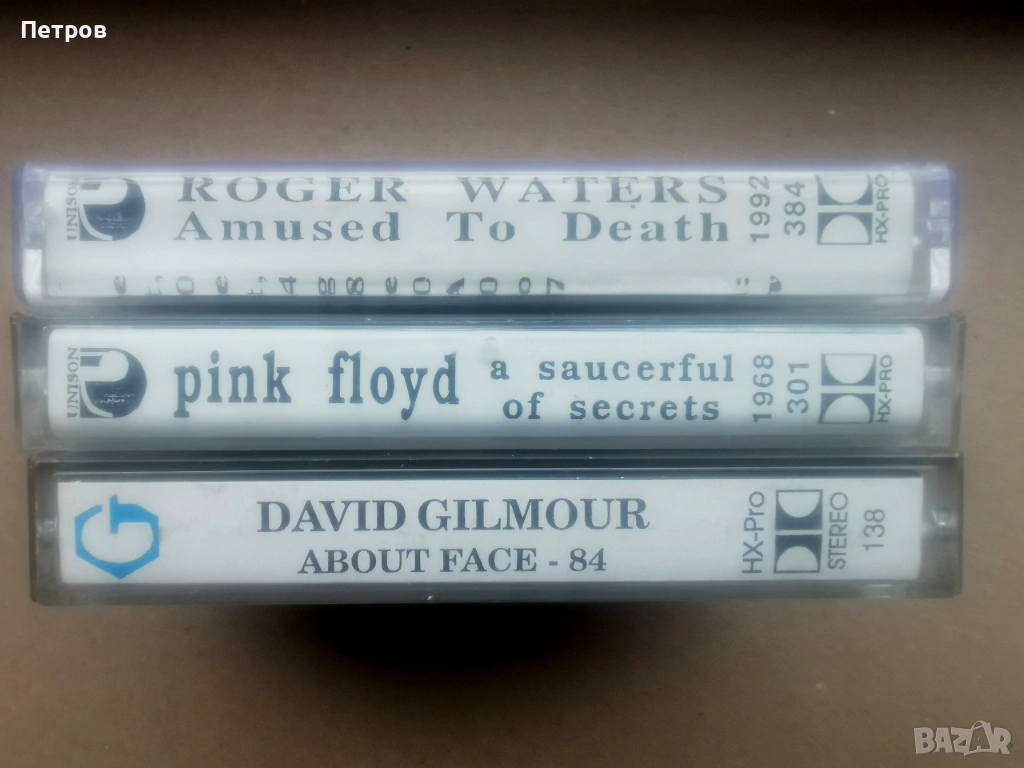 Петров
UNISON
ROGER WATERS
Amused To Death
1992
384
HX-PRO
UNISON
pink floyd
a saucerful
of secrets
1968
301
HX-PRO
G
DAVID GILMOUR
ABOUT FACE - 84
HX-Pro
STEREO
138
BAZAR